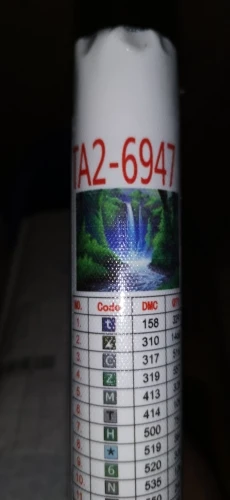 TA2-6947
NO. Code DMC
1. t 158
2. 310
3. C 317
4. Z 319
5. M 413
6. T 414
7. H 500
8. ★ 519
9. 6 520
10. N 535